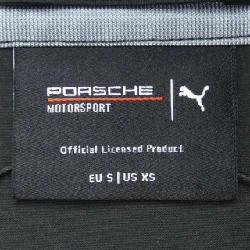 PORSCHE
MOTORSPORT
Official Licensed Product
EU S | US XS